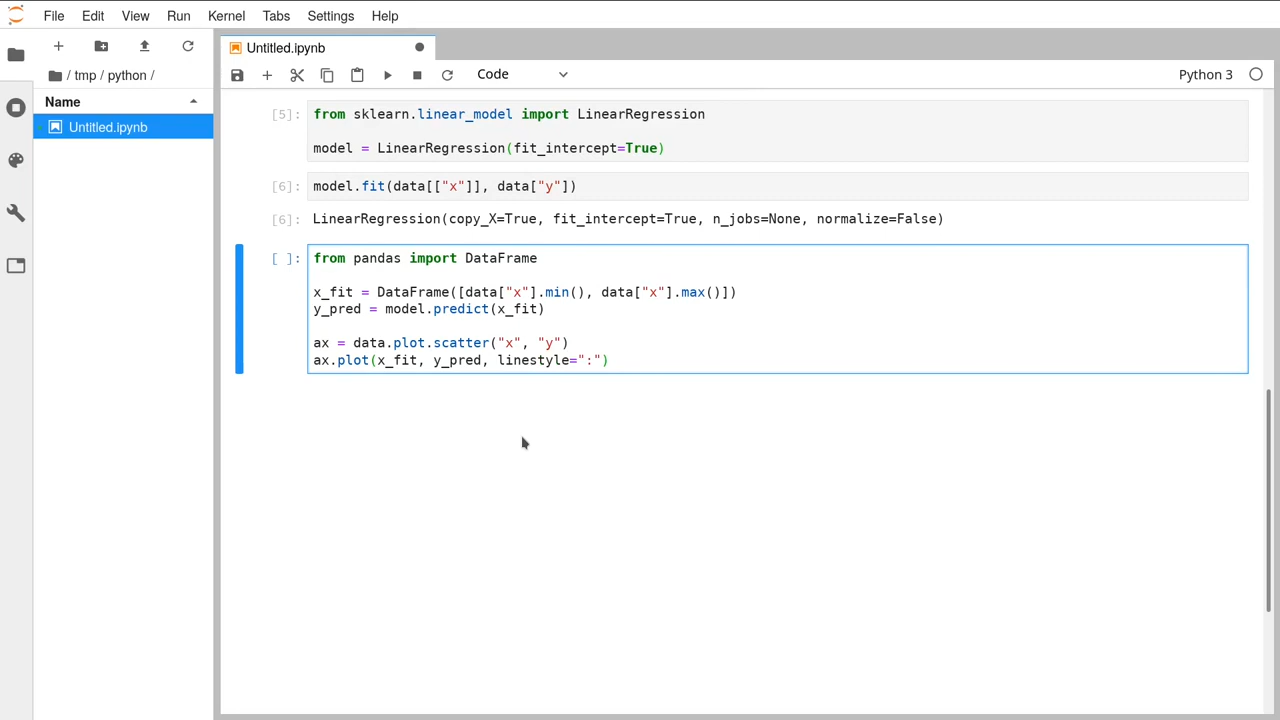 File Edit View Run Kernel Tabs Settings Help
/ tmp / python /
Name
Untitled.ipynb
Untitled.ipynb
Code
Python 3
[5]: from sklearn.linear_model import LinearRegression
model = LinearRegression(fit_intercept=True)
[6]: model.fit(data[["x"]], data["y"])
[6]: LinearRegression(copy_X=True, fit_intercept=True, n_jobs=None, normalize=False)
[ ]: from pandas import DataFrame
x_fit = DataFrame([data["x"].min(), data["x"].max()])
y_pred = model.predict(x_fit)
ax = data.plot.scatter("x", "y")
ax.plot(x_fit, y_pred, linestyle=":")